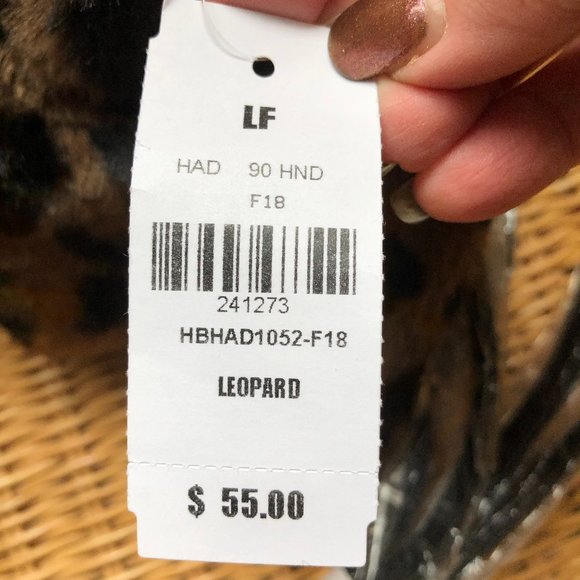 LF
HAD 90 HND
F18
241273
HBHAD1052-F18
LEOPARD
$ 55.00